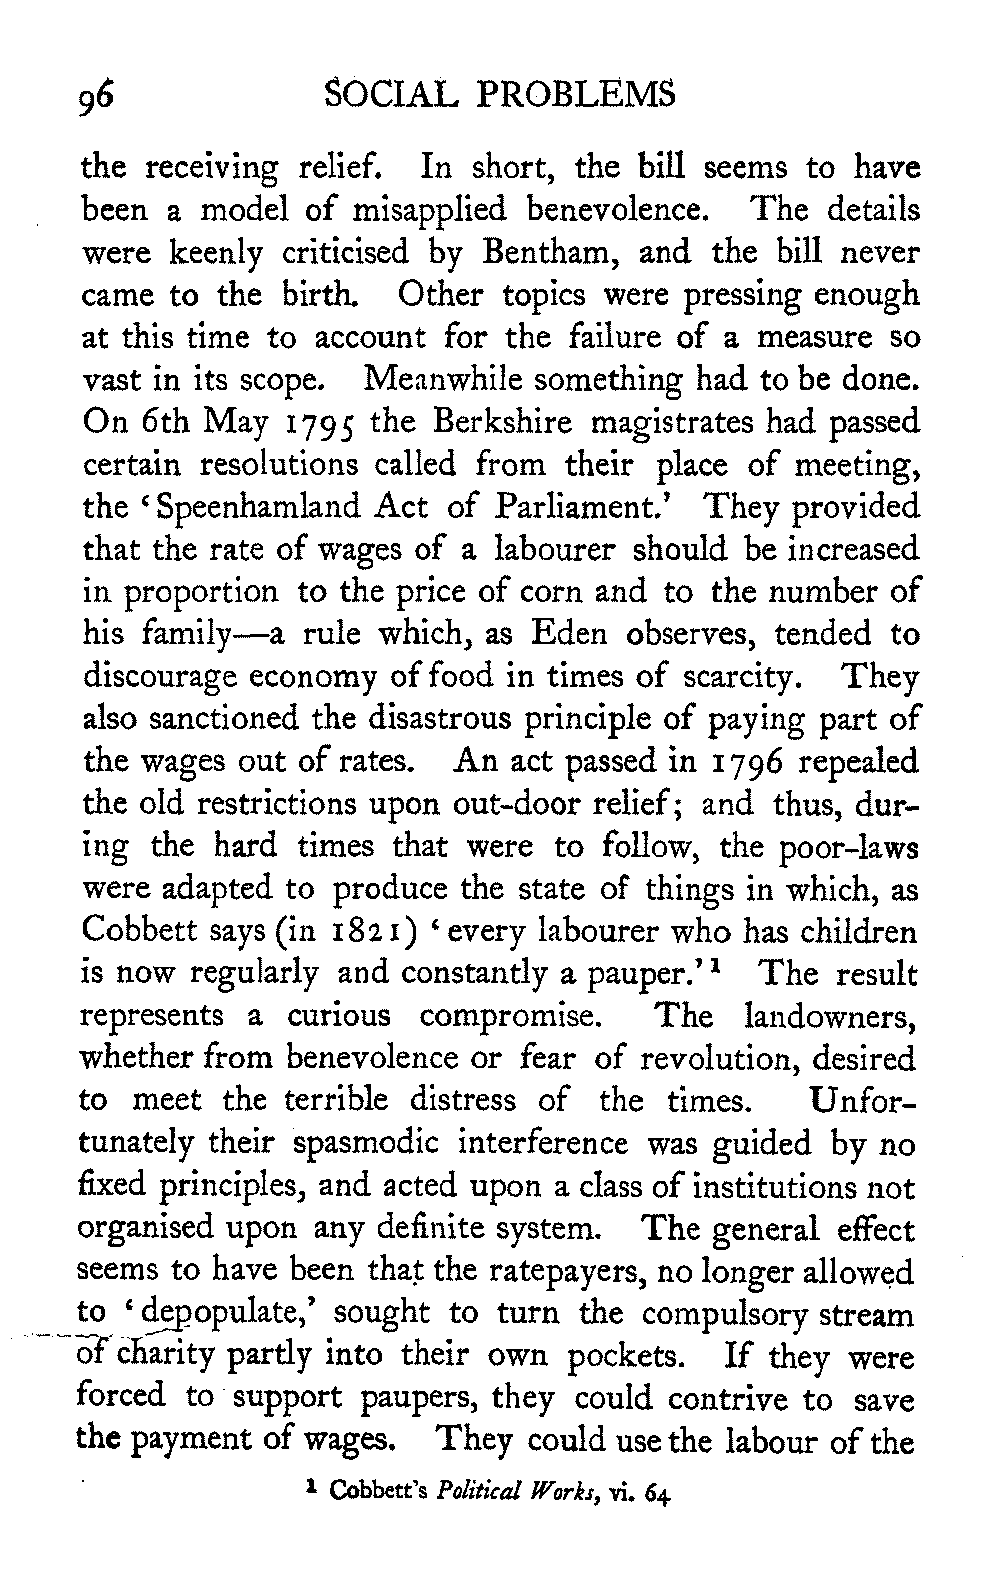 96 SOCIAL PROBLEMS
the receiving relief. In short, the bill seems to have
been a model of misapplied benevolence. The details
were keenly criticised by Bentham, and the bill never
came to the birth. Other topics were pressing enough
at this time to account for the failure of a measure so
vast in its scope. Meanwhile something had to be done.
On 6th May 1795 the Berkshire magistrates had passed
certain resolutions called from their place of meeting,
the ‘Speenhamland Act of Parliament.’ They provided
that the rate of wages of a labourer should be increased
in proportion to the price of corn and to the number of
his family—a rule which, as Eden observes, tended to
discourage economy of food in times of scarcity. They
also sanctioned the disastrous principle of paying part of
the wages out of rates. An act passed in 1796 repealed
the old restrictions upon out-door relief; and thus, dur-
ing the hard times that were to follow, the poor-laws
were adapted to produce the state of things in which, as
Cobbett says (in 1821) ‘every labourer who has children
is now regularly and constantly a pauper.’¹ The result
represents a curious compromise. The landowners,
whether from benevolence or fear of revolution, desired
to meet the terrible distress of the times. Unfor-
tunately their spasmodic interference was guided by no
fixed principles, and acted upon a class of institutions not
organised upon any definite system. The general effect
seems to have been that the ratepayers, no longer allowed
to ‘depopulate,’ sought to turn the compulsory stream
of charity partly into their own pockets. If they were
forced to support paupers, they could contrive to save
the payment of wages. They could use the labour of the
¹ Cobbett's Political Works, vi. 64